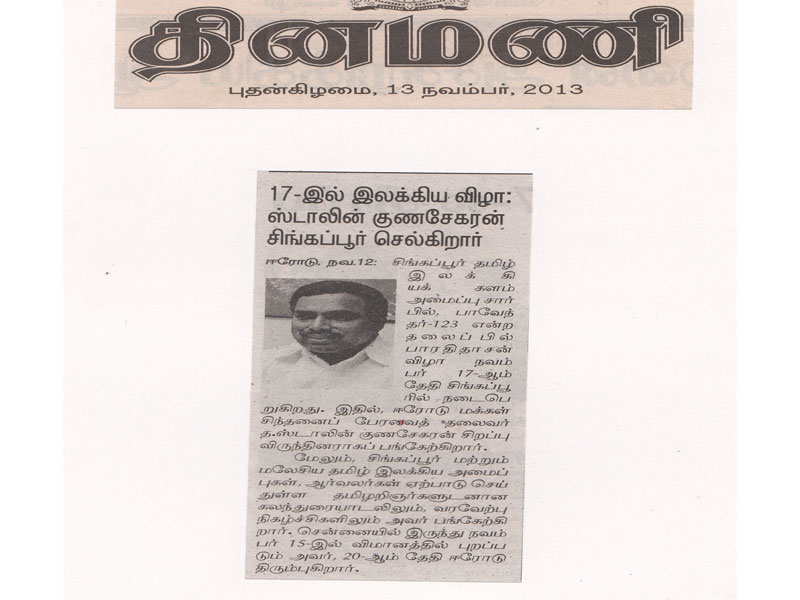 தினமணி
புதன்கிழமை, 13 நவம்பர், 2013
17-இல் இலக்கிய விழா:
ஸ்டாலின் குணசேகரன்
சிங்கப்பூர் செல்கிறார்
ஈரோடு, நவ.12: சிங்கப்பூர் தமிழ்
இலக்கி
யக் களம்
அமைப்பு சார்
பில், பாவேந்
தர்-123 என்ற
தலைப்பில்
பாரதிதாசன்
விழா நவம்
பர் 17-ஆம்
தேதி சிங்கப்பூ
ரில் நடைபெ
றுகிறது. இதில், ஈரோடு மக்கள்
சிந்தனைப் பேரவைத் தலைவர்
த.ஸ்டாலின் குணசேகரன் சிறப்பு
விருந்தினராகப் பங்கேற்கிறார்.
மேலும், சிங்கப்பூர் மற்றும்
மலேசிய தமிழ் இலக்கிய அமைப்
புகள், ஆர்வலர்கள் ஏற்பாடு செய்
துள்ள தமிழறிஞர்களுடனான
கலந்துரையாடலிலும், வரவேற்பு
நிகழ்ச்சிகளிலும் அவர் பங்கேற்கி
றார். சென்னையில் இருந்து நவம்
பர் 15-இல் விமானத்தில் புறப்ப
டும் அவர், 20-ஆம் தேதி ஈரோடு
திரும்புகிறார்.